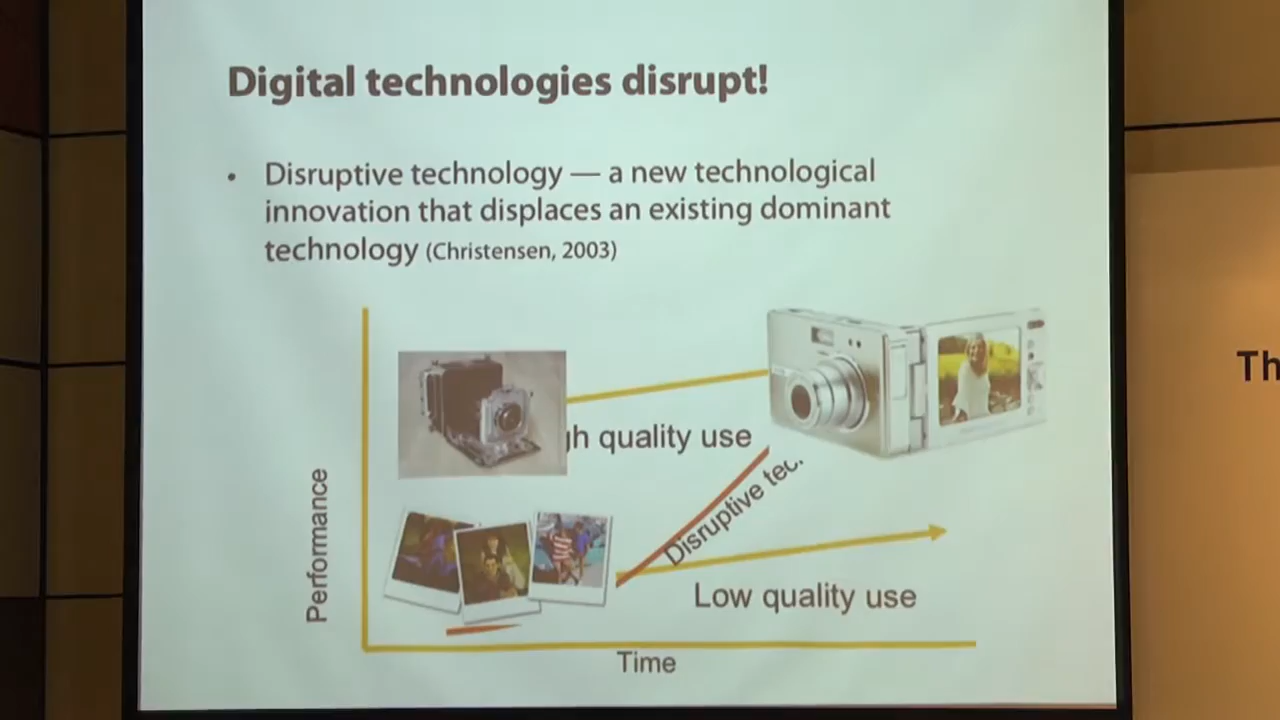 Digital technologies disrupt!
• Disruptive technology — a new technological
innovation that displaces an existing dominant
technology (Christensen, 2003)
gh quality use
Disruptive tec.
Low quality use
Performance
Time
Th